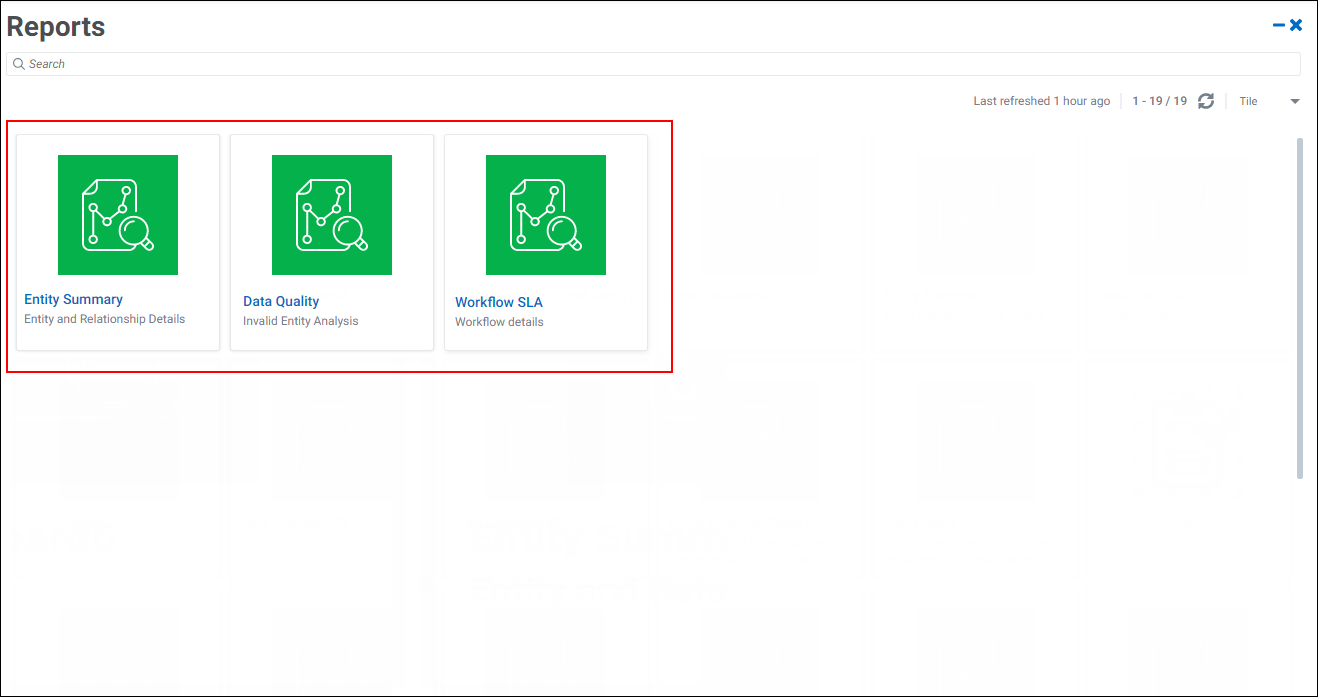 Reports
Search
Last refreshed 1 hour ago
1 - 19 / 19
Tile
Entity Summary
Entity and Relationship Details
Data Quality
Invalid Entity Analysis
Workflow SLA
Workflow details